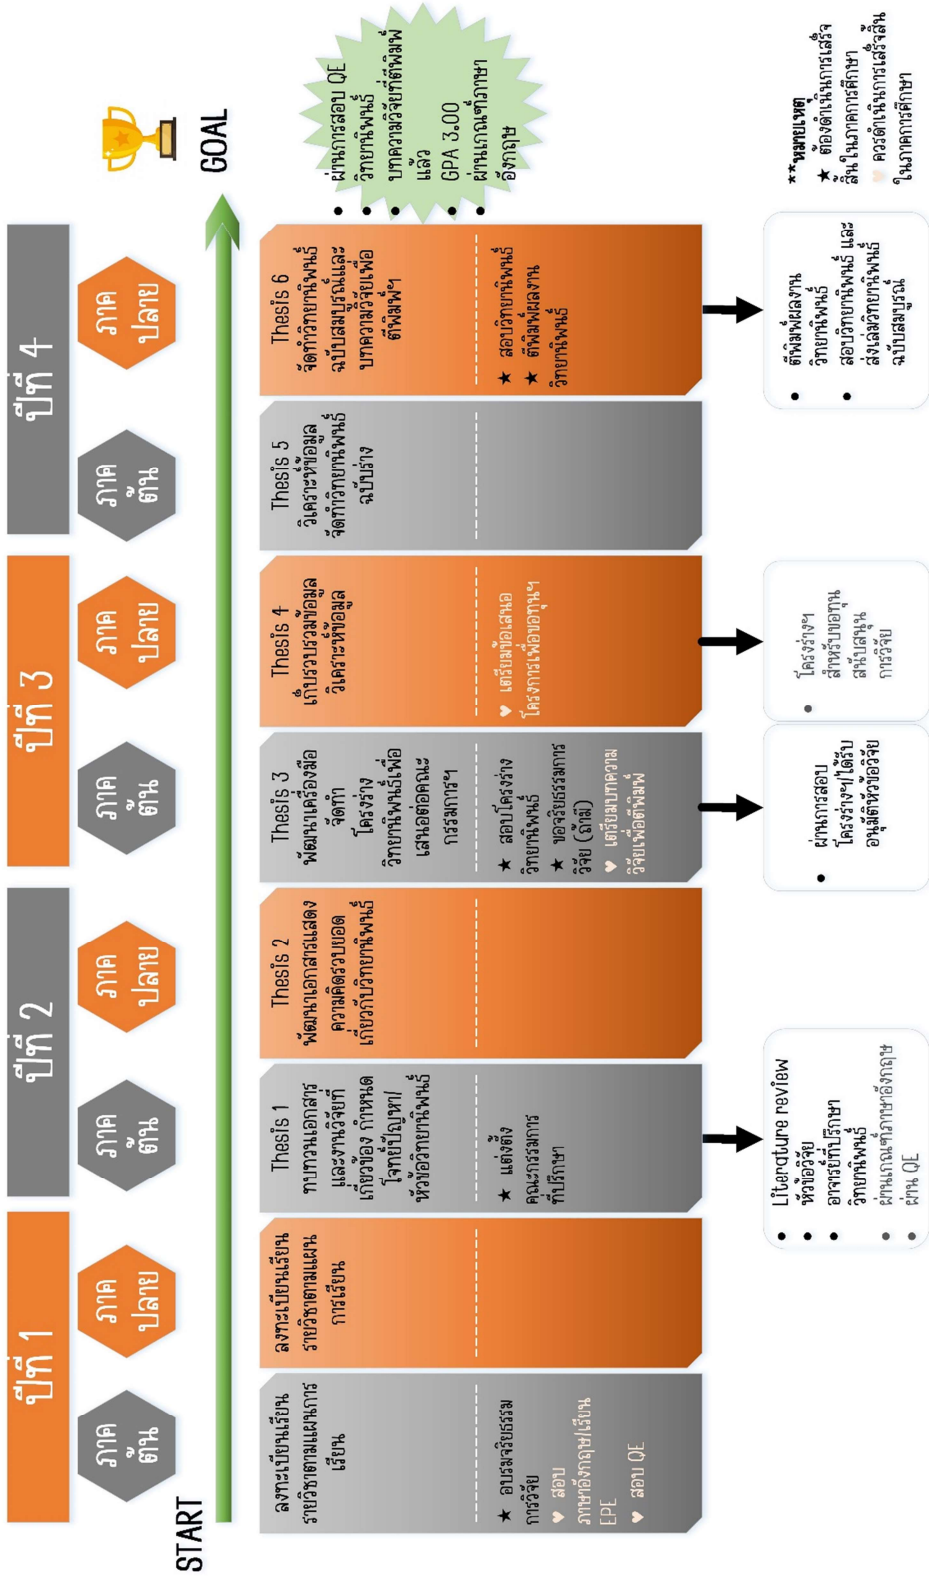 ปีที่ 1
ปีที่ 2
ปีที่ 3
ปีที่ 4
ภาค
ต้น
ภาค
ปลาย
ภาค
ต้น
ภาค
ปลาย
ภาค
ต้น
ภาค
ปลาย
ภาค
ต้น
ภาค
ปลาย
START
GOAL
ลงทะเบียนเรียน
รายวิชาตามแผนการ
เรียน
★ อบรมจริยธรรม
การวิจัย
♥ สอบ
ภาษาอังกฤษ/เรียน
EPE
♥ สอบ QE
ลงทะเบียนเรียน
รายวิชาตามแผน
การเรียน
Thesis 1
ทบทวนเอกสาร
และงานวิจัยที่
เกี่ยวข้อง กำหนด
โจทย์ปัญหา/
หัวข้อวิทยานิพนธ์
★ แต่งตั้ง
คณะกรรมการ
ที่ปรึกษา
Thesis 2
พัฒนาเอกสารแสดง
ความคิดรวบยอด
เกี่ยวกับวิทยานิพนธ์
Thesis 3
พัฒนาเครื่องมือ
จัดทำ
โครงร่าง
วิทยานิพนธ์เพื่อ
เสนอต่อคณะ
กรรมการฯ
★ สอบโครงร่าง
วิทยานิพนธ์
★ ขอจริยธรรมการ
วิจัย (ถ้ามี)
♥ เตรียมบทความ
วิจัยเพื่อตีพิมพ์
Thesis 4
เก็บรวบรวมข้อมูล
วิเคราะห์ข้อมูล
♥ เตรียมข้อเสนอ
โครงการเพื่อขอทุนฯ
Thesis 5
วิเคราะห์ข้อมูล
จัดทำวิทยานิพนธ์
ฉบับร่าง
Thesis 6
จัดทำวิทยานิพนธ์
ฉบับสมบูรณ์และ
บทความวิจัยเพื่อ
ตีพิมพ์ฯ
★ สอบวิทยานิพนธ์
★ ตีพิมพ์ผลงาน
วิทยานิพนธ์
• ผ่านการสอบ QE
• วิทยานิพนธ์
• บทความวิจัยที่ตีพิมพ์
แล้ว
• GPA 3.00
• ผ่านเกณฑ์ภาษา
อังกฤษ
• Literature review
• หัวข้อวิจัย
• อาจารย์ที่ปรึกษา
วิทยานิพนธ์
• ผ่านเกณฑ์ภาษาอังกฤษ
• ผ่าน QE
• ผ่านการสอบ
โครงร่างฯ/ได้รับ
อนุมัติหัวข้อวิจัย
• โครงร่างฯ
สำหรับขอทุน
สนับสนุน
การวิจัย
• ตีพิมพ์ผลงาน
วิทยานิพนธ์
• สอบวิทยานิพนธ์ และ
ส่งเล่มวิทยานิพนธ์
ฉบับสมบูรณ์
**หมายเหตุ
★ ต้องดำเนินการเสร็จ
สิ้นในภาคการศึกษา
♥ ควรดำเนินการเสร็จสิ้น
ในภาคการศึกษา